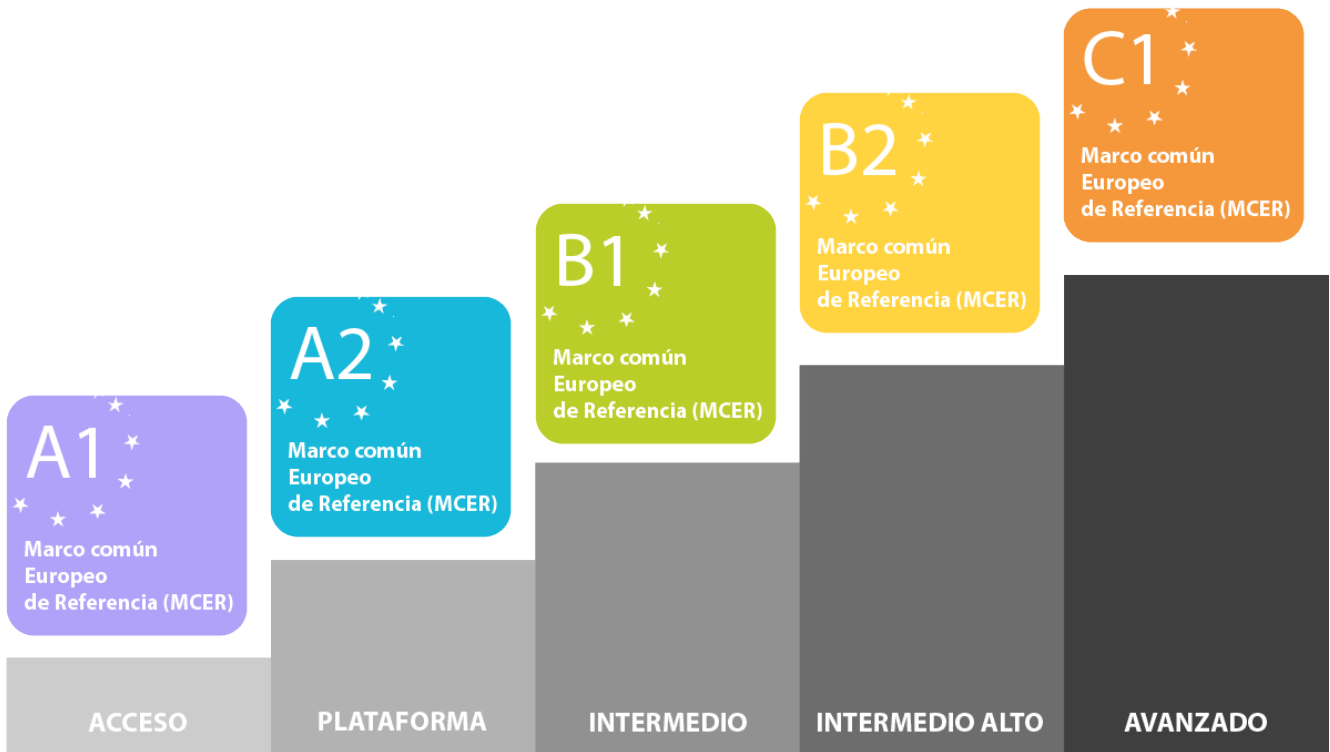 A1
Marco común
Europeo
de Referencia (MCER)
ACCESO
A2
Marco común
Europeo
de Referencia (MCER)
PLATAFORMA
B1
Marco común
Europeo
de Referencia (MCER)
INTERMEDIO
B2
Marco común
Europeo
de Referencia (MCER)
INTERMEDIO ALTO
C1
Marco común
Europeo
de Referencia (MCER)
AVANZADO